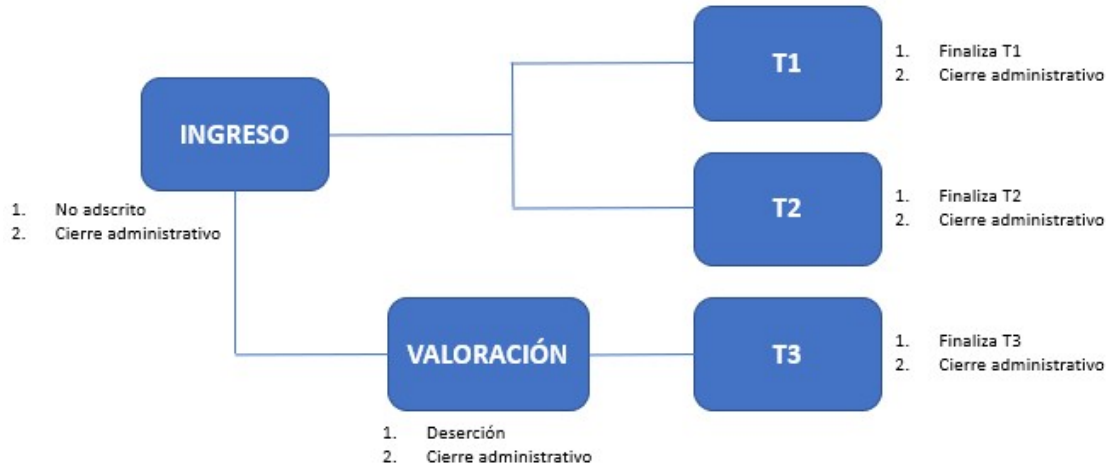 T1
1. Finaliza T1
2. Cierre administrativo
INGRESO
1. No adscrito
2. Cierre administrativo
T2
1. Finaliza T2
2. Cierre administrativo
VALORACIÓN
1. Deserción
2. Cierre administrativo
T3
1. Finaliza T3
2. Cierre administrativo